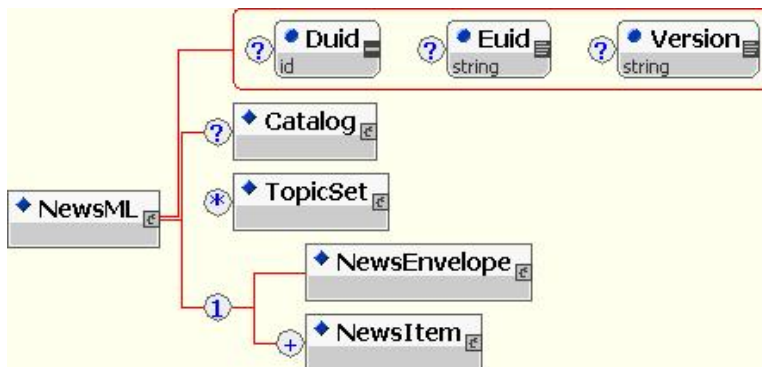 ? Duid ? Euid ? Version
id string string
? Catalog
* TopicSet
NewsML
NewsEnvelope
1
+ NewsItem